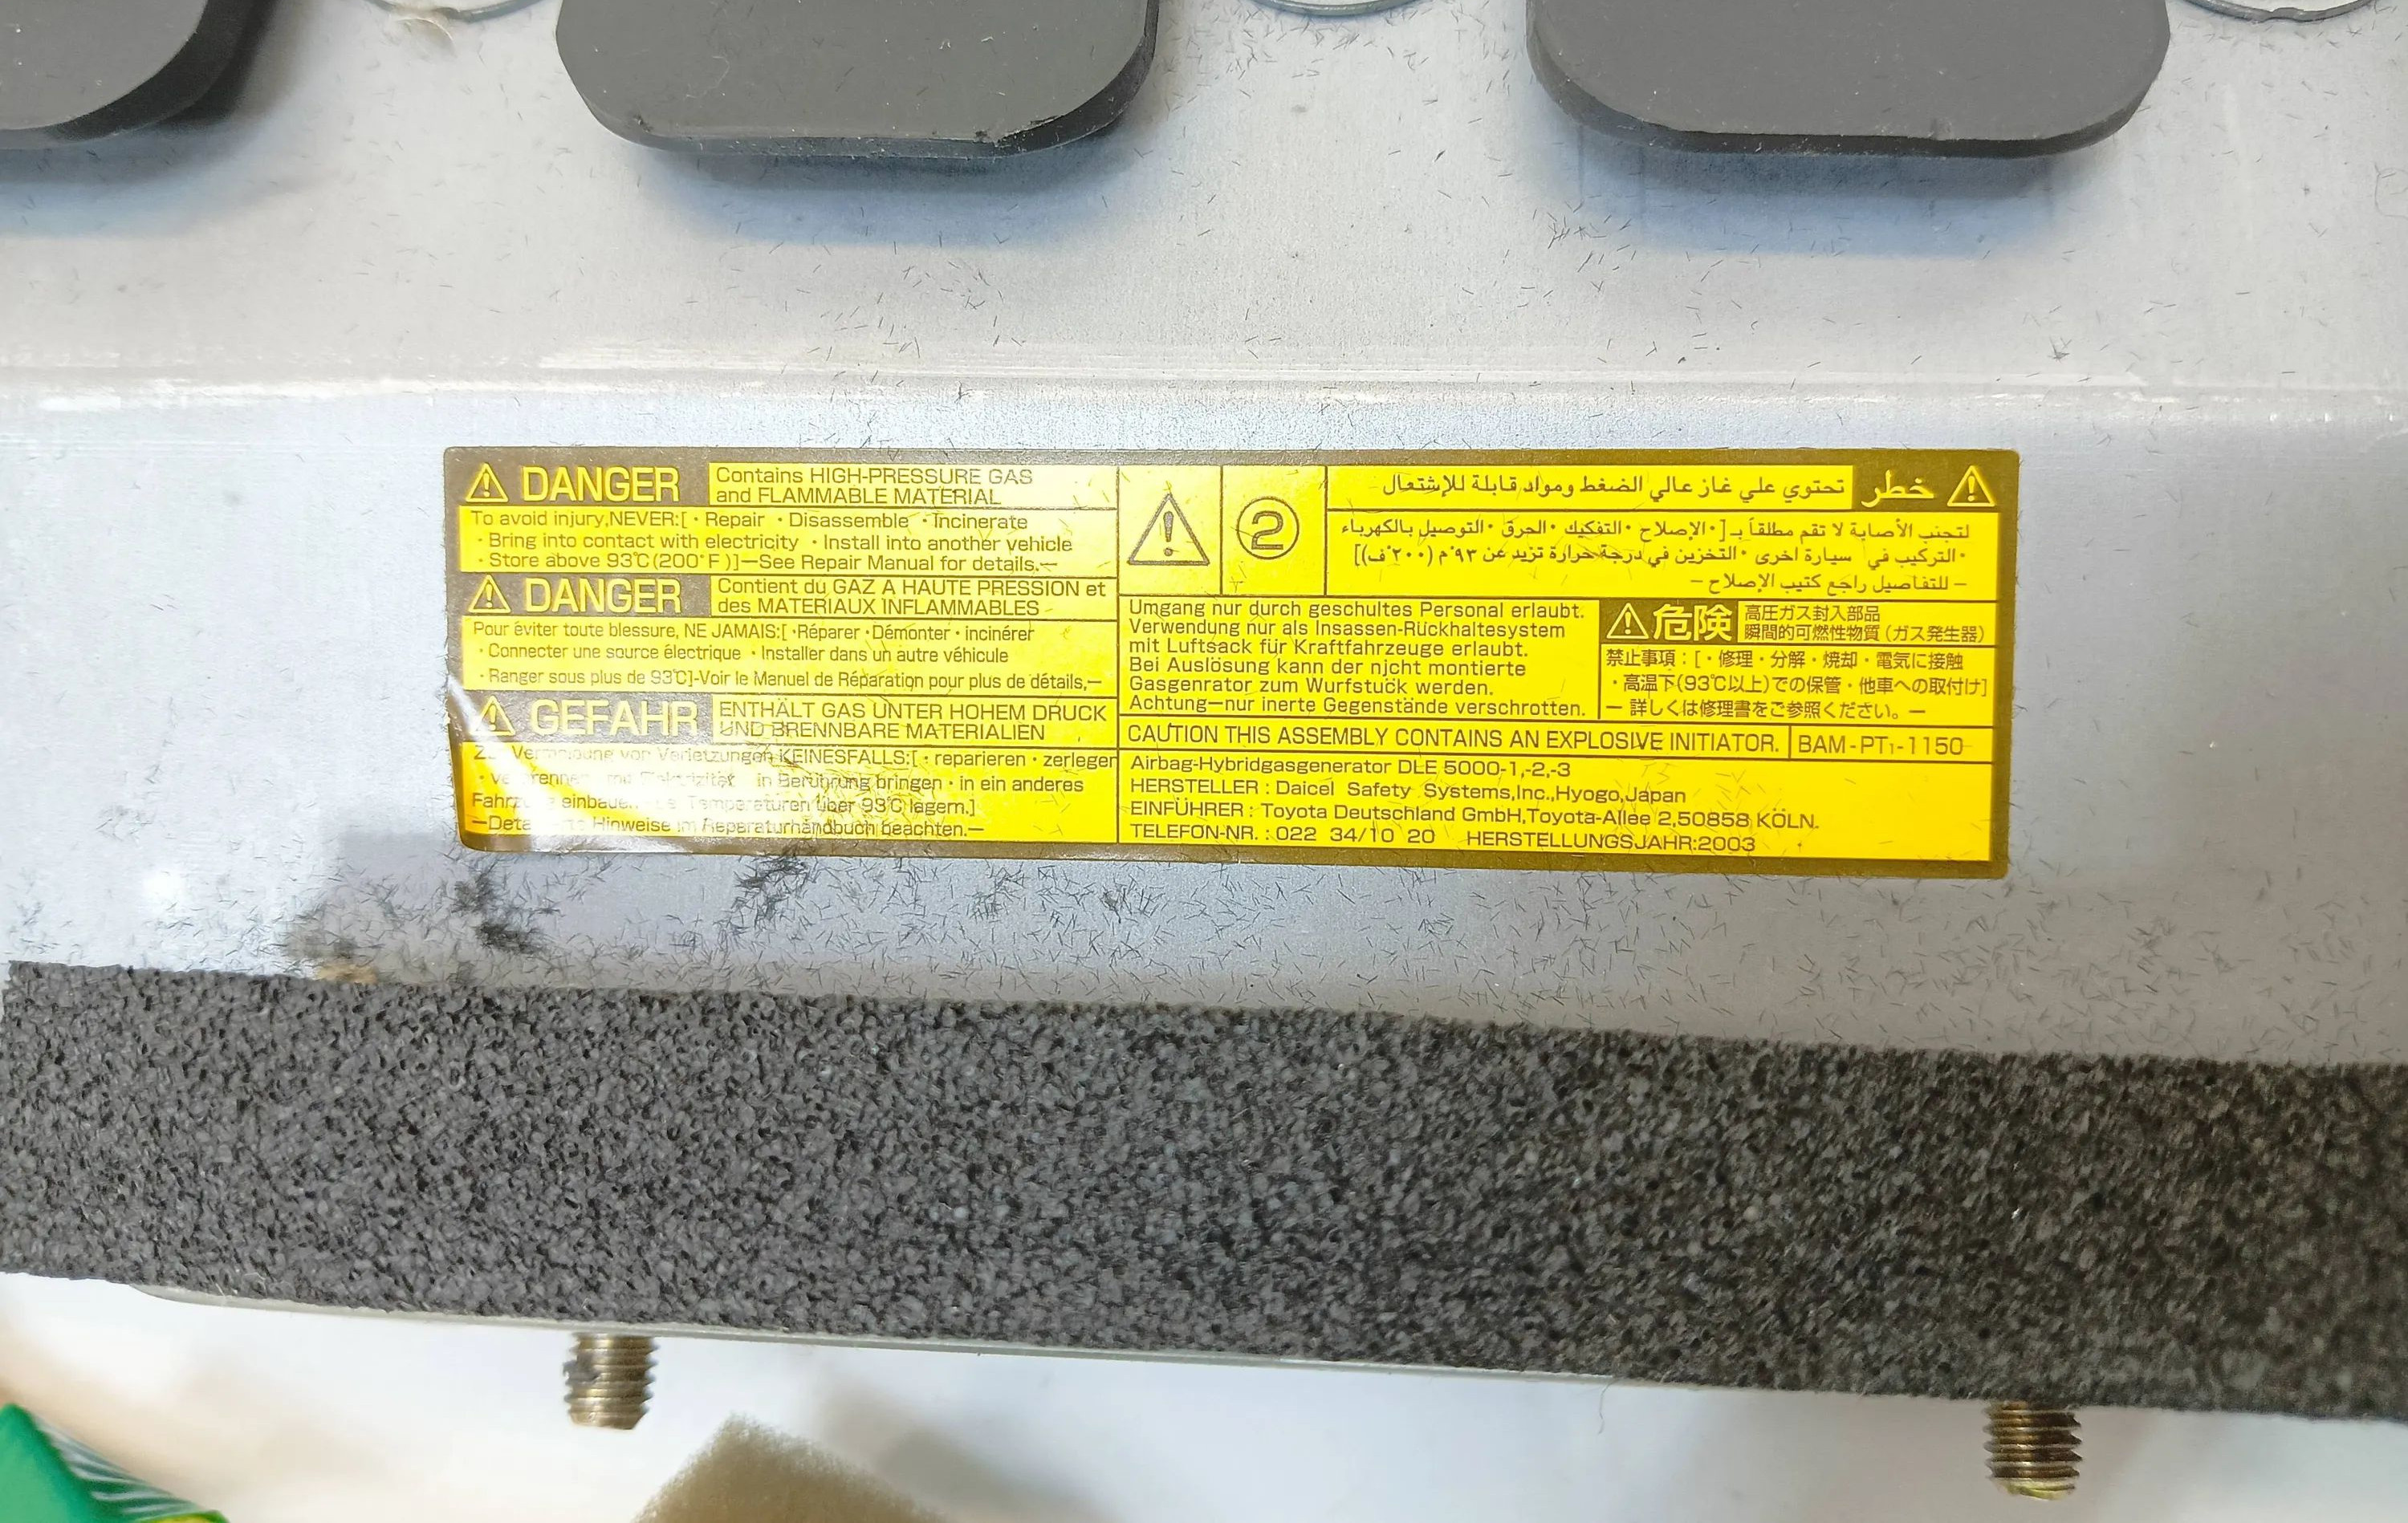 ⚠ DANGER
Contains HIGH-PRESSURE GAS
and FLAMMABLE MATERIAL
To avoid injury,NEVER:[ ・Repair ・Disassemble ・Incinerate
・Bring into contact with electricity ・Install into another vehicle
・Store above 93℃(200°F)]—See Repair Manual for details.—
⚠ DANGER
Contient du GAZ A HAUTE PRESSION et
des MATERIAUX INFLAMMABLES
Pour éviter toute blessure, NE JAMAIS:[ ・Réparer ・Démonter ・incinérer
・Connecter une source électrique ・Installer dans un autre véhicule
・Ranger sous plus de 93℃]-Voir le Manuel de Réparation pour plus de détails,—
⚠ GEFAHR
ENTHÄLT GAS UNTER HOHEM DRUCK
UND BRENNBARE MATERIALIEN
von Verletzungen KEINESFALLS:[ ・reparieren ・zerlegen
in Berührung bringen ・in ein anderes
einbauen Temperaturen über 93℃ lagern.]
Hinweise im Reparaturhandbuch beachten.—
⚠
②
⚠ خطر
تحتوي علي غاز عالي الضغط ومواد قابلة للإشتعال
لتجنب الأصابة لا تقم مطلقاً بـ [・الإصلاح ・التفكيك ・الحرق ・التوصيل بالكهرباء
・التركيب في سيارة اخرى ・التخزين في درجة حرارة تزيد عن ٩٣°م (٢٠٠°ف)]
– للتفاصيل راجع كتيب الإصلاح –
Umgang nur durch geschultes Personal erlaubt.
Verwendung nur als Insassen-Rückhaltesystem
mit Luftsack für Kraftfahrzeuge erlaubt.
Bei Auslösung kann der njcht montierte
Gasgenrator zum Wurfstück werden.
Achtung—nur inerte Gegenstände verschrotten.
⚠危険
高圧ガス封入部品
瞬間的可燃性物質（ガス発生器）
禁止事項：[・修理・分解・焼却・電気に接触
・高温下(93℃以上)での保管・他車への取付け]
— 詳しくは修理書をご参照ください。—
CAUTION THIS ASSEMBLY CONTAINS AN EXPLOSIVE INITIATOR.
BAM-PT₁-1150
Airbag-Hybridgasgenerator DLE 5000-1,-2,-3
HERSTELLER : Daicel Safety Systems,Inc.,Hyogo,Japan
EINFÜHRER : Toyota Deutschland GmbH,Toyota-Allee 2,50858 KÖLN.
TELEFON-NR. : 022 34/10 20 HERSTELLUNGSJAHR:2003